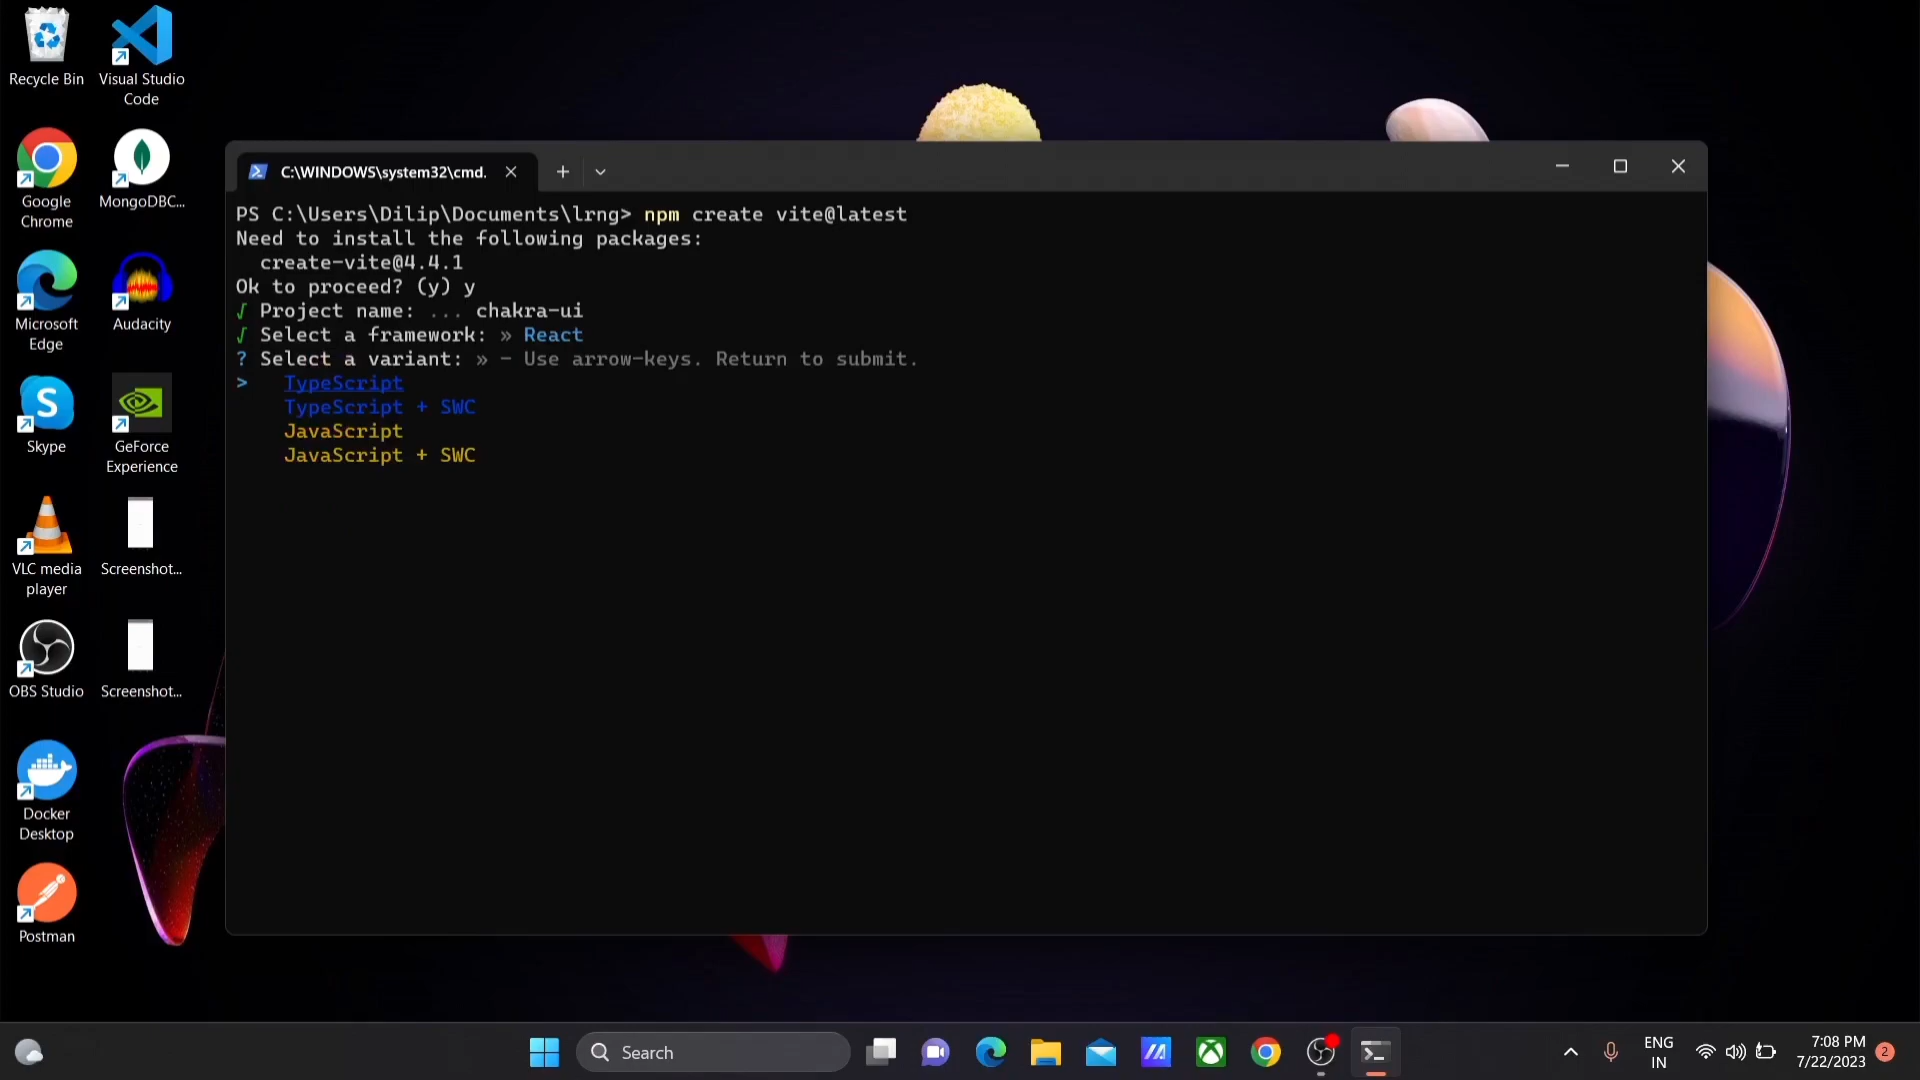 Recycle Bin
Visual Studio
Code
Google
Chrome
MongoDBC...
Microsoft
Edge
Audacity
Skype
GeForce
Experience
VLC media
player
Screenshot...
OBS Studio
Screenshot...
Docker
Desktop
Postman
C:\WINDOWS\system32\cmd.
PS C:\Users\Dilip\Documents\lrng> npm create vite@latest
Need to install the following packages:
create-vite@4.4.1
Ok to proceed? (y) y
√ Project name: ... chakra-ui
√ Select a framework: » React
? Select a variant: » - Use arrow-keys. Return to submit.
> TypeScript
TypeScript + SWC
JavaScript
JavaScript + SWC
Search
ENG
IN
7:08 PM
7/22/2023
2